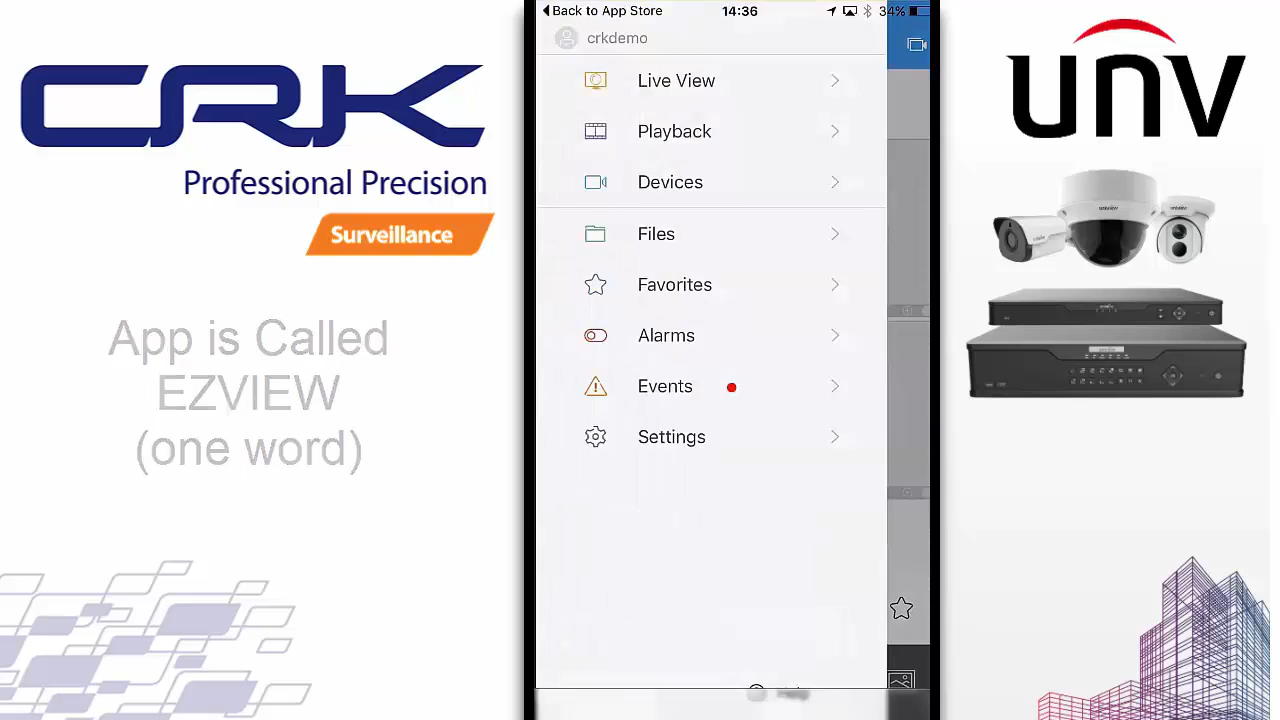 CRK
Professional Precision
Surveillance
App is Called
EZVIEW
(one word)
Back to App Store
14:36
34%
crkdemo
Live View
Playback
Devices
Files
Favorites
Alarms
Events
Settings
unv